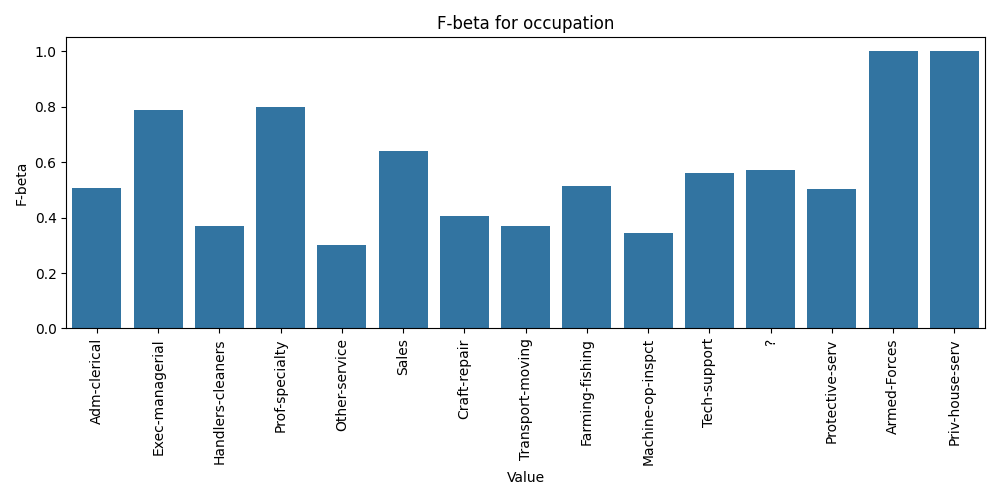 F-beta for occupation
F-beta
1.0
0.8
0.6
0.4
0.2
0.0
Adm-clerical
Exec-managerial
Handlers-cleaners
Prof-specialty
Other-service
Sales
Craft-repair
Transport-moving
Farming-fishing
Machine-op-inspct
Tech-support
?
Protective-serv
Armed-Forces
Priv-house-serv
Value